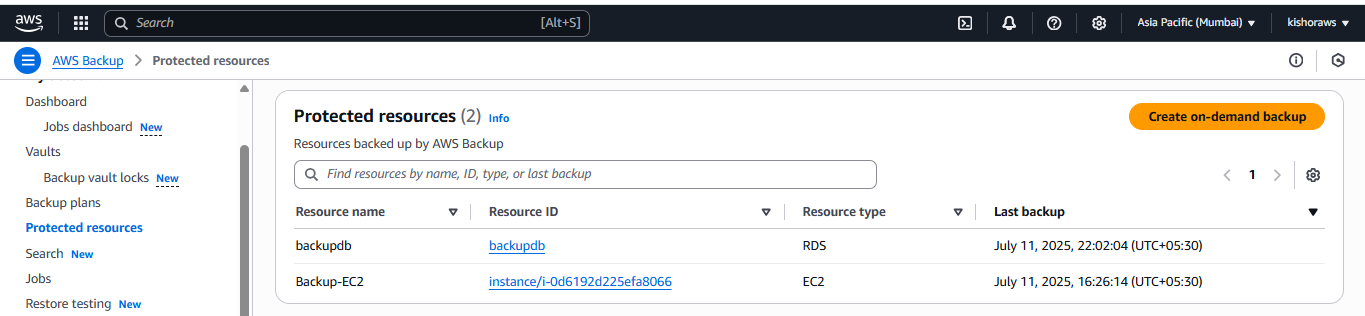 aws Search [Alt+S] Asia Pacific (Mumbai) kishoraws
AWS Backup Protected resources
Dashboard
Jobs dashboard New
Vaults
Backup vault locks New
Backup plans
Protected resources
Search New
Jobs
Restore testing New
Protected resources (2) Info
Create on-demand backup
Resources backed up by AWS Backup
Find resources by name, ID, type, or last backup
1
Resource name Resource ID Resource type Last backup
backupdb backupdb RDS July 11, 2025, 22:02:04 (UTC+05:30)
Backup-EC2 instance/i-0d6192d225efa8066 EC2 July 11, 2025, 16:26:14 (UTC+05:30)